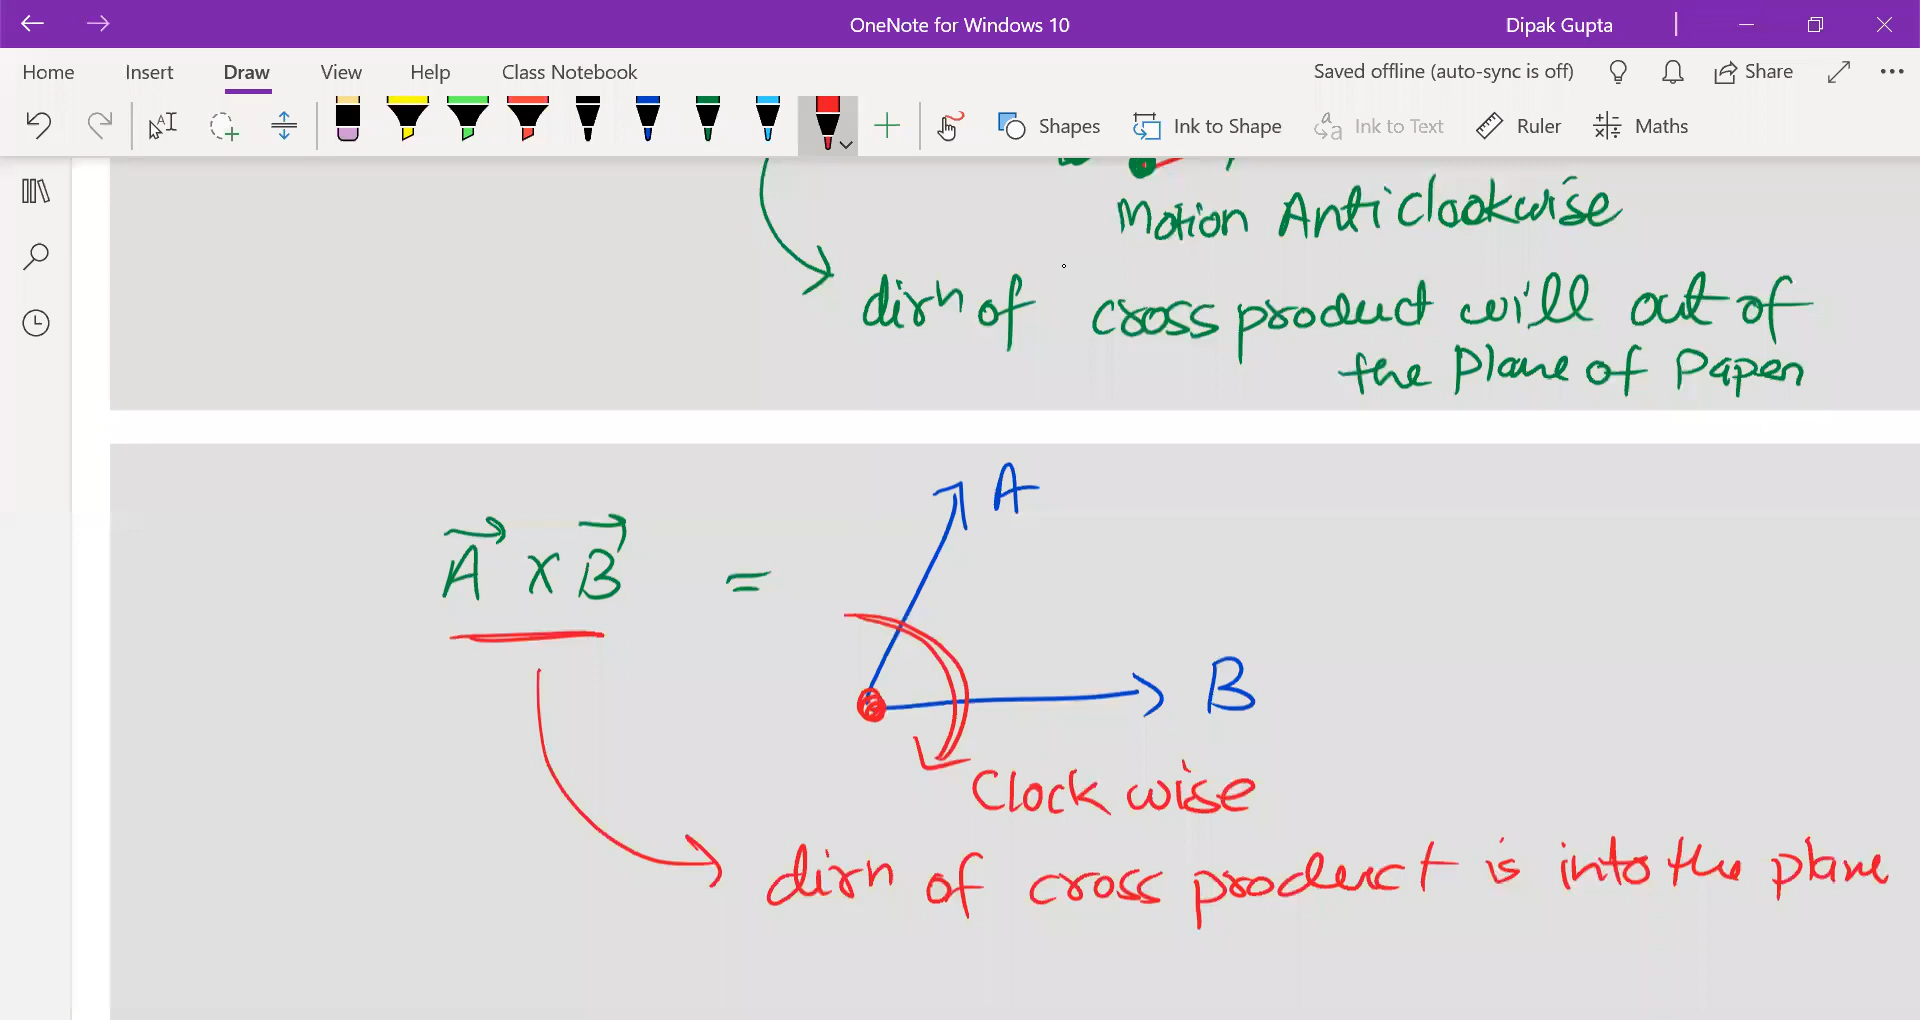 OneNote for Windows 10
Dipak Gupta
Home Insert Draw View Help Class Notebook
Saved offline (auto-sync is off) Share
Shapes Ink to Shape Ink to Text Ruler Maths
Motion Anticlockwise
dirn of cross product will out of
the plane of Paper
A
A x B =
B
Clock wise
dirn of cross product is into the plane